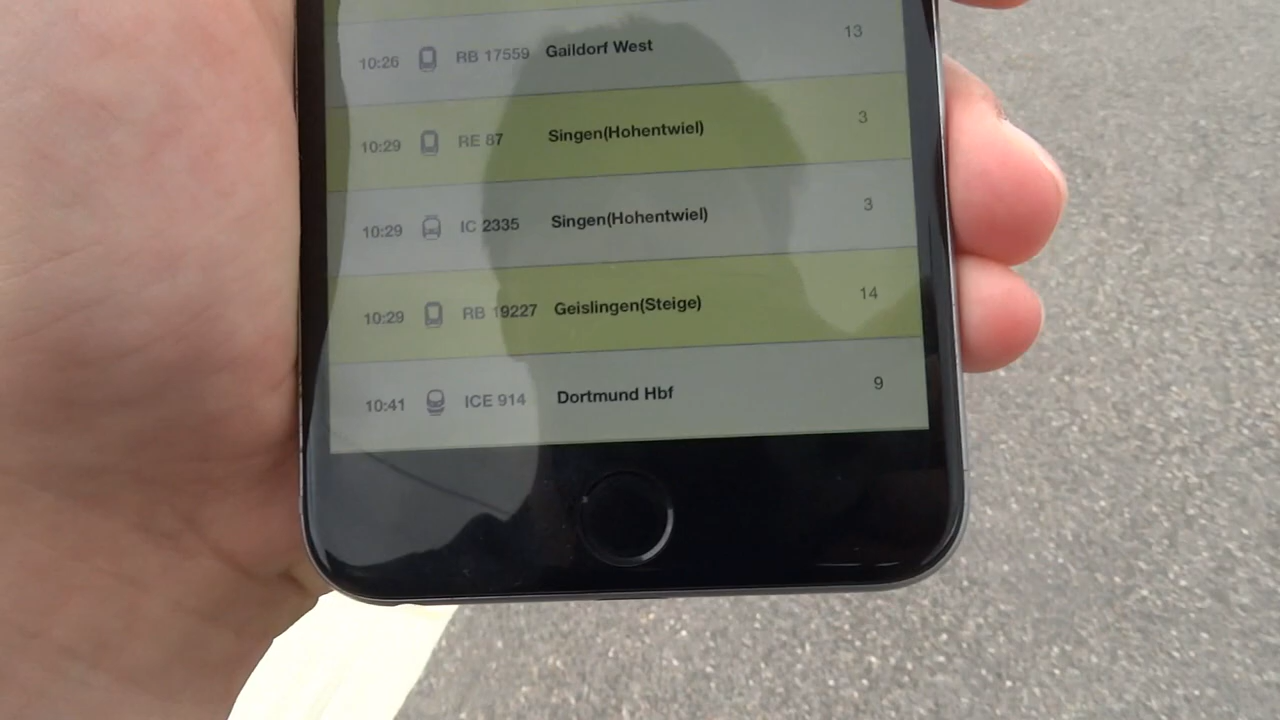 10:26 RB 17559 Gaildorf West 13
10:29 RE 87 Singen(Hohentwiel) 3
10:29 IC 2335 Singen(Hohentwiel) 3
10:29 RB 19227 Geislingen(Steige) 14
10:41 ICE 914 Dortmund Hbf 9